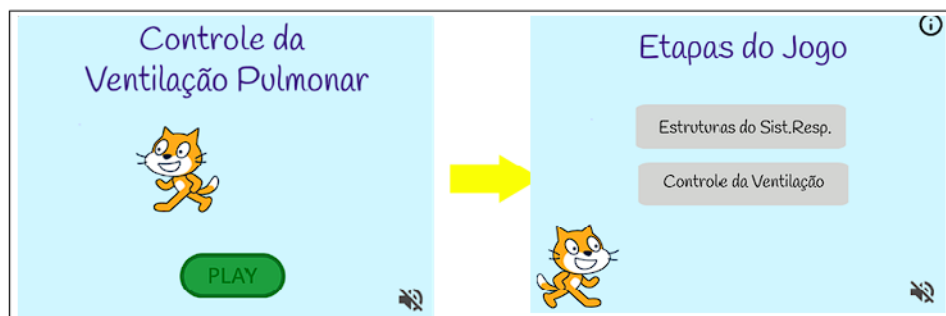 Controle da
Ventilação Pulmonar
PLAY
Etapas do Jogo
Estruturas do Sist.Resp.
Controle da Ventilação